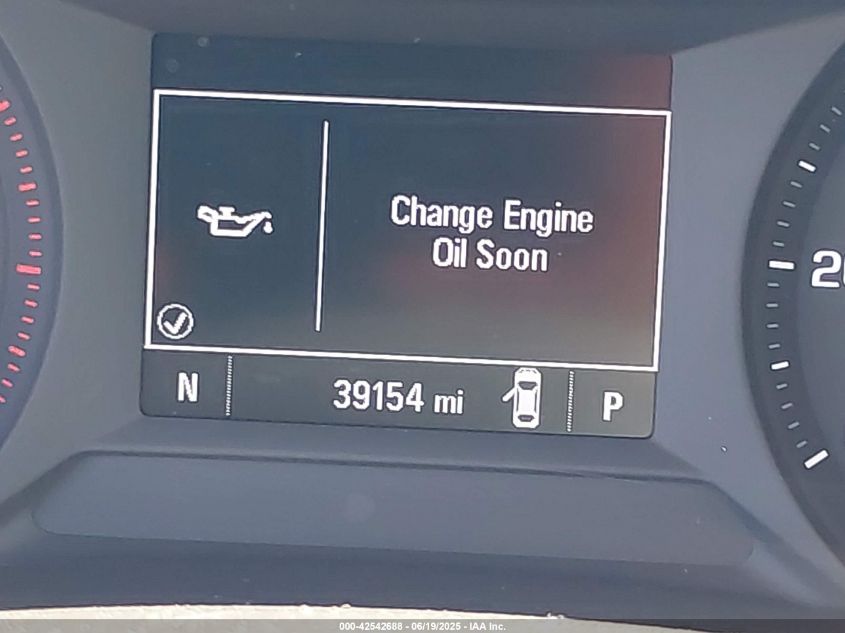 Change Engine
Oil Soon
N
39154 mi
P
000-42542688 - 06/19/2025 - IAA Inc.